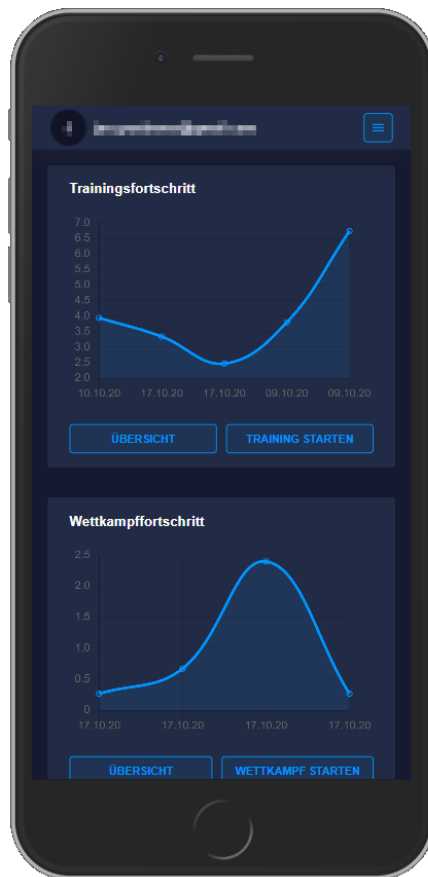 Trainingsfortschritt
7.0
6.5
6.0
5.5
5.0
4.5
4.0
3.5
3.0
2.5
2.0
10.10.20 17.10.20 17.10.20 09.10.20 09.10.20
ÜBERSICHT TRAINING STARTEN
Wettkampffortschritt
2.5
2.0
1.5
1.0
0.5
0
17.10.20 17.10.20 17.10.20 17.10.20
ÜBERSICHT WETTKAMPF STARTEN